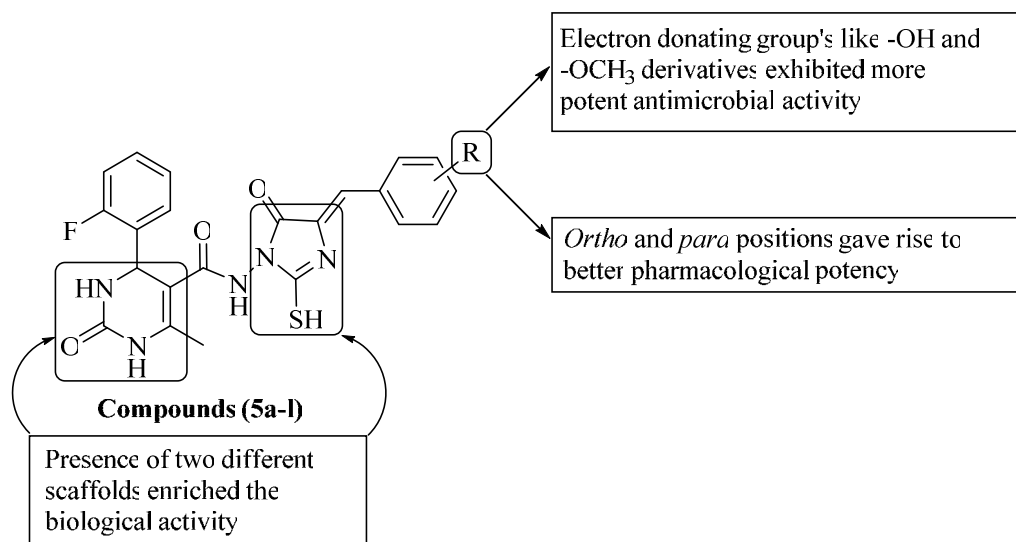 Electron donating group's like -OH and
-OCH3 derivatives exhibited more
potent antimicrobial activity
R
O
F
O
N
N
HN
N
H
SH
O
N
H
Ortho and para positions gave rise to
better pharmacological potency
Compounds (5a-l)
Presence of two different
scaffolds enriched the
biological activity